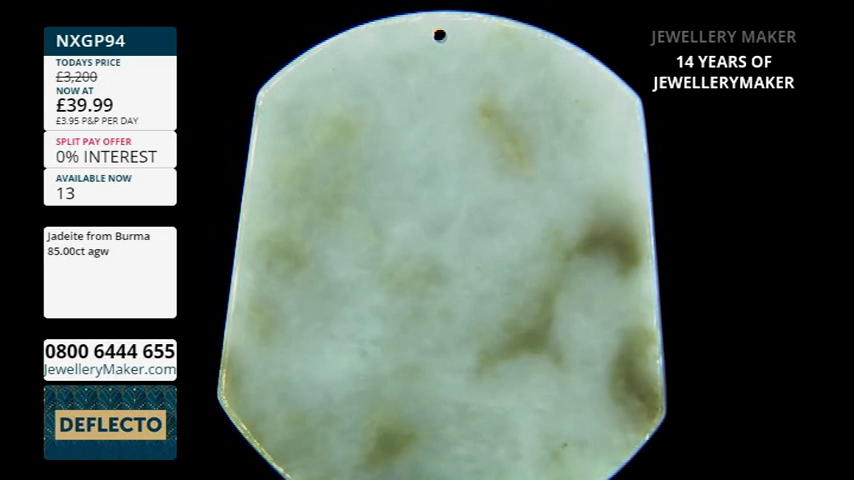 NXGP94
TODAYS PRICE
£3,200
NOW AT
£39.99
£3.95 P&P PER DAY
SPLIT PAY OFFER
0% INTEREST
AVAILABLE NOW
13
Jadeite from Burma
85.00ct agw
0800 6444 655
JewelleryMaker.com
DEFLECTO
JEWELLERY MAKER
14 YEARS OF
JEWELLERYMAKER